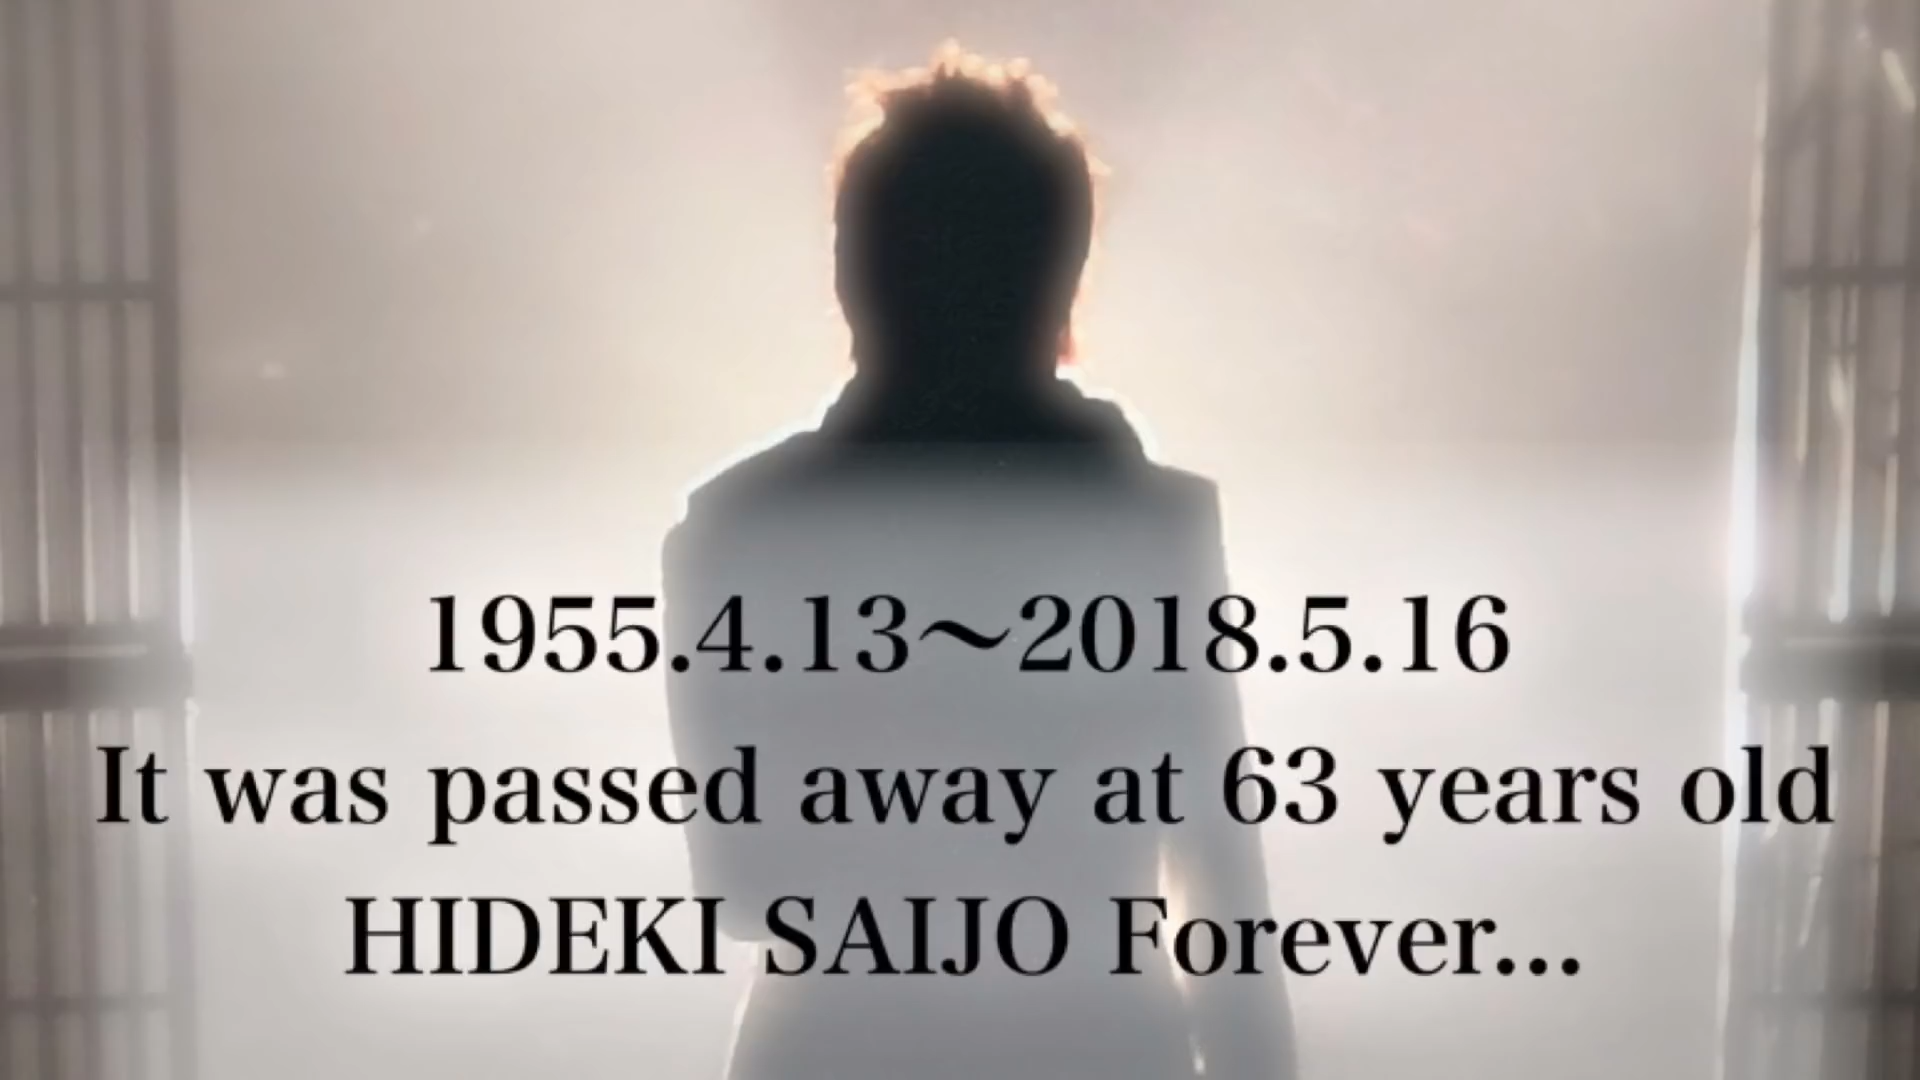 1955.4.13～2018.5.16
It was passed away at 63 years old
HIDEKI SAIJO Forever...